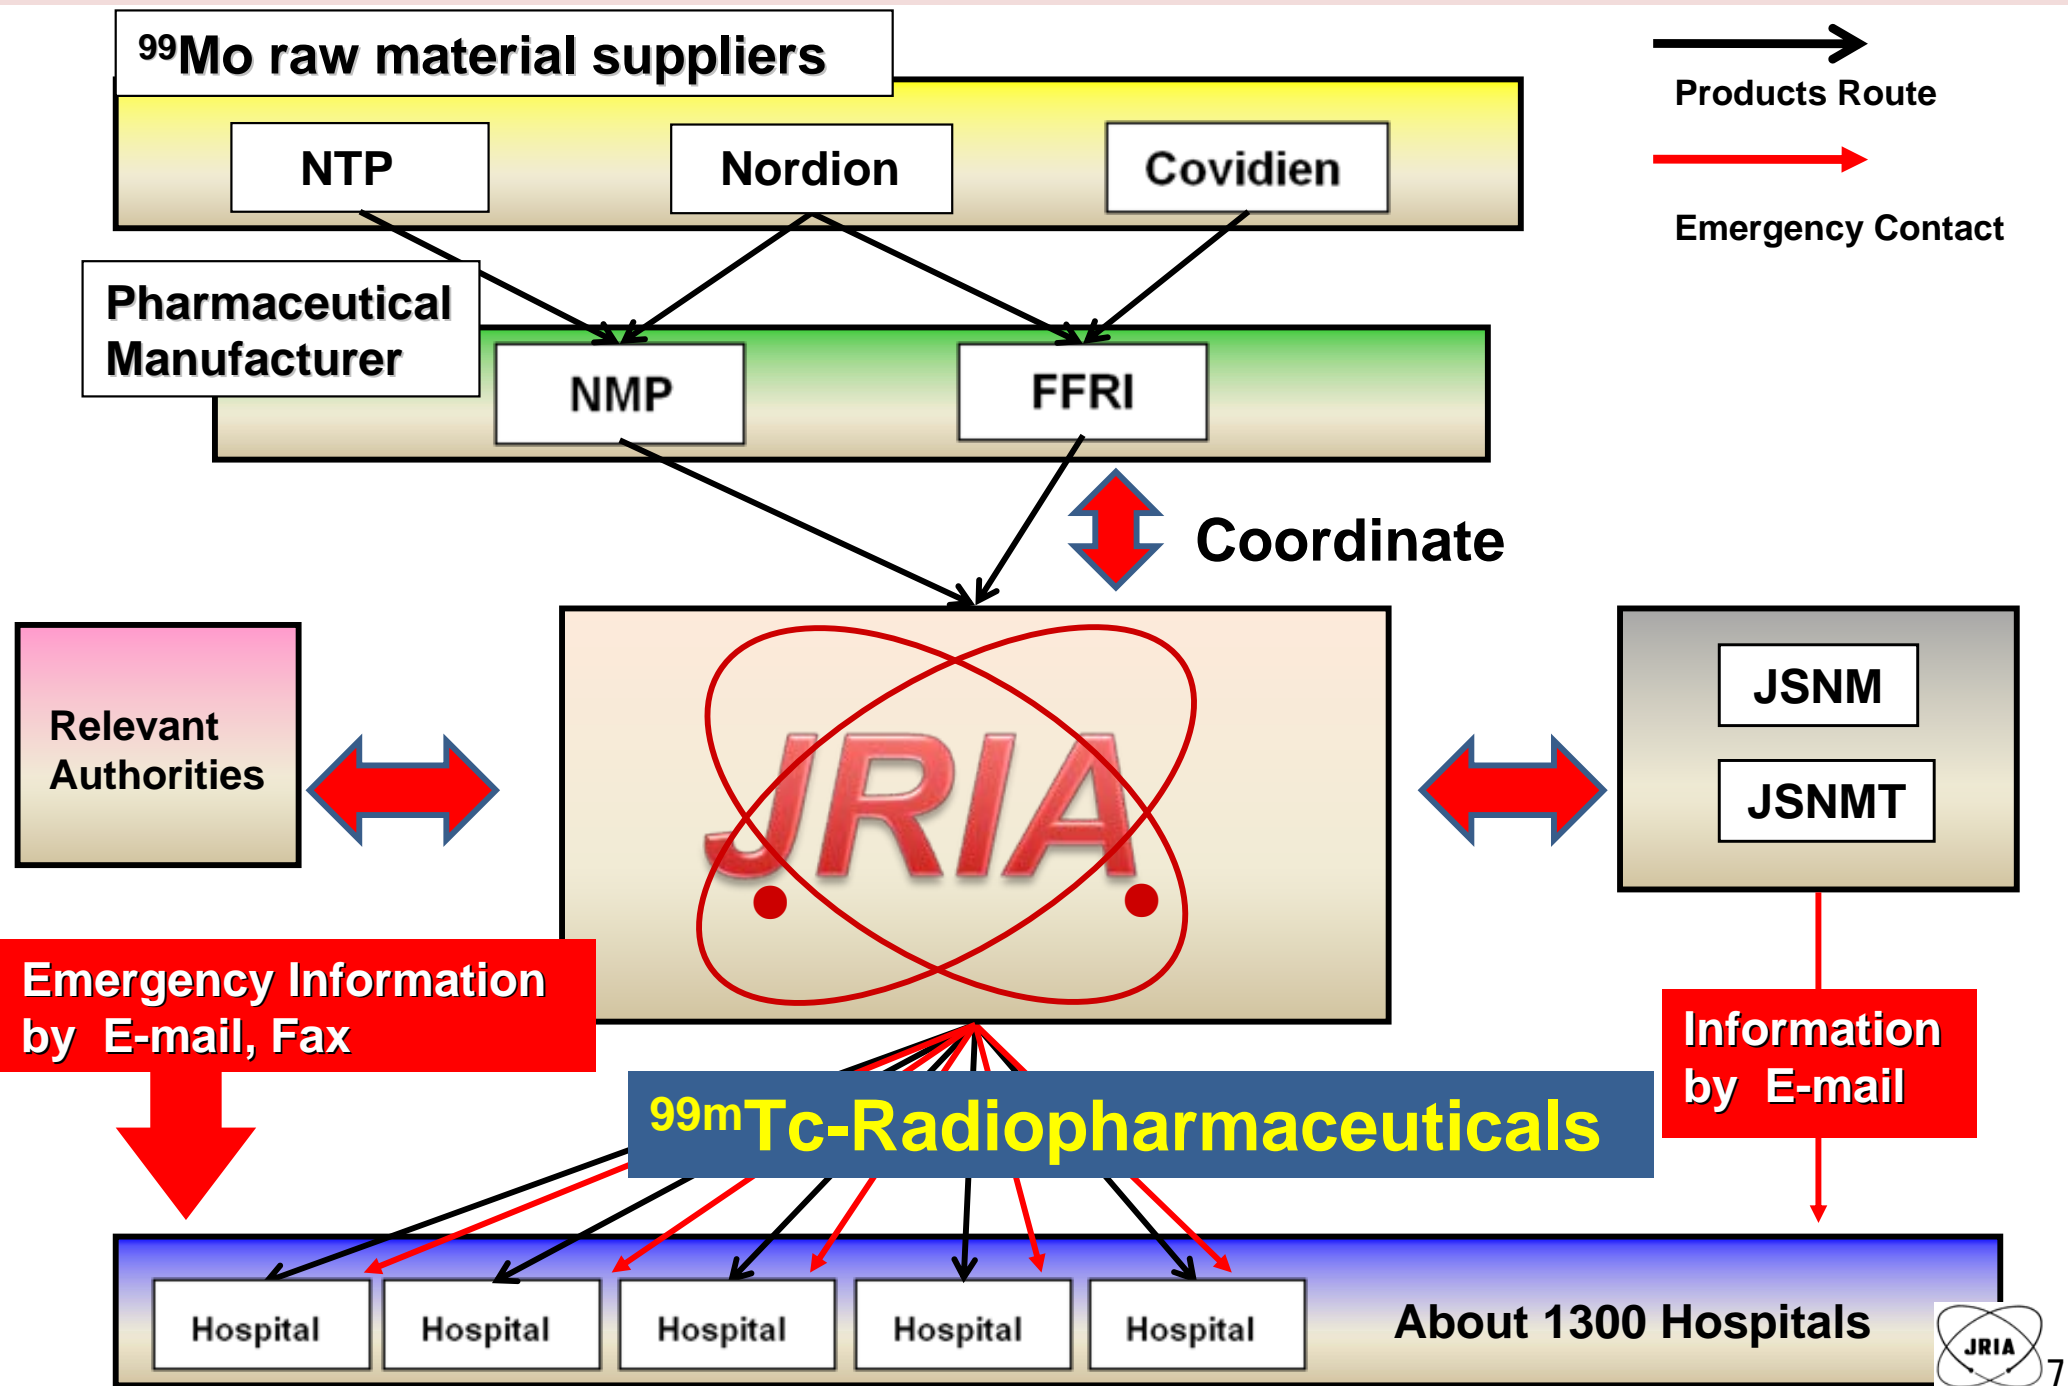 ⁹⁹Mo raw material suppliers
Products Route
NTP
Nordion
Covidien
Emergency Contact
Pharmaceutical
Manufacturer
NMP
FFRI
Coordinate
Relevant
Authorities
JRIA
JSNM
JSNMT
Emergency Information
by E-mail, Fax
Information
by E-mail
⁹⁹ᵐTc-Radiopharmaceuticals
Hospital
Hospital
Hospital
Hospital
Hospital
About 1300 Hospitals
JRIA
7